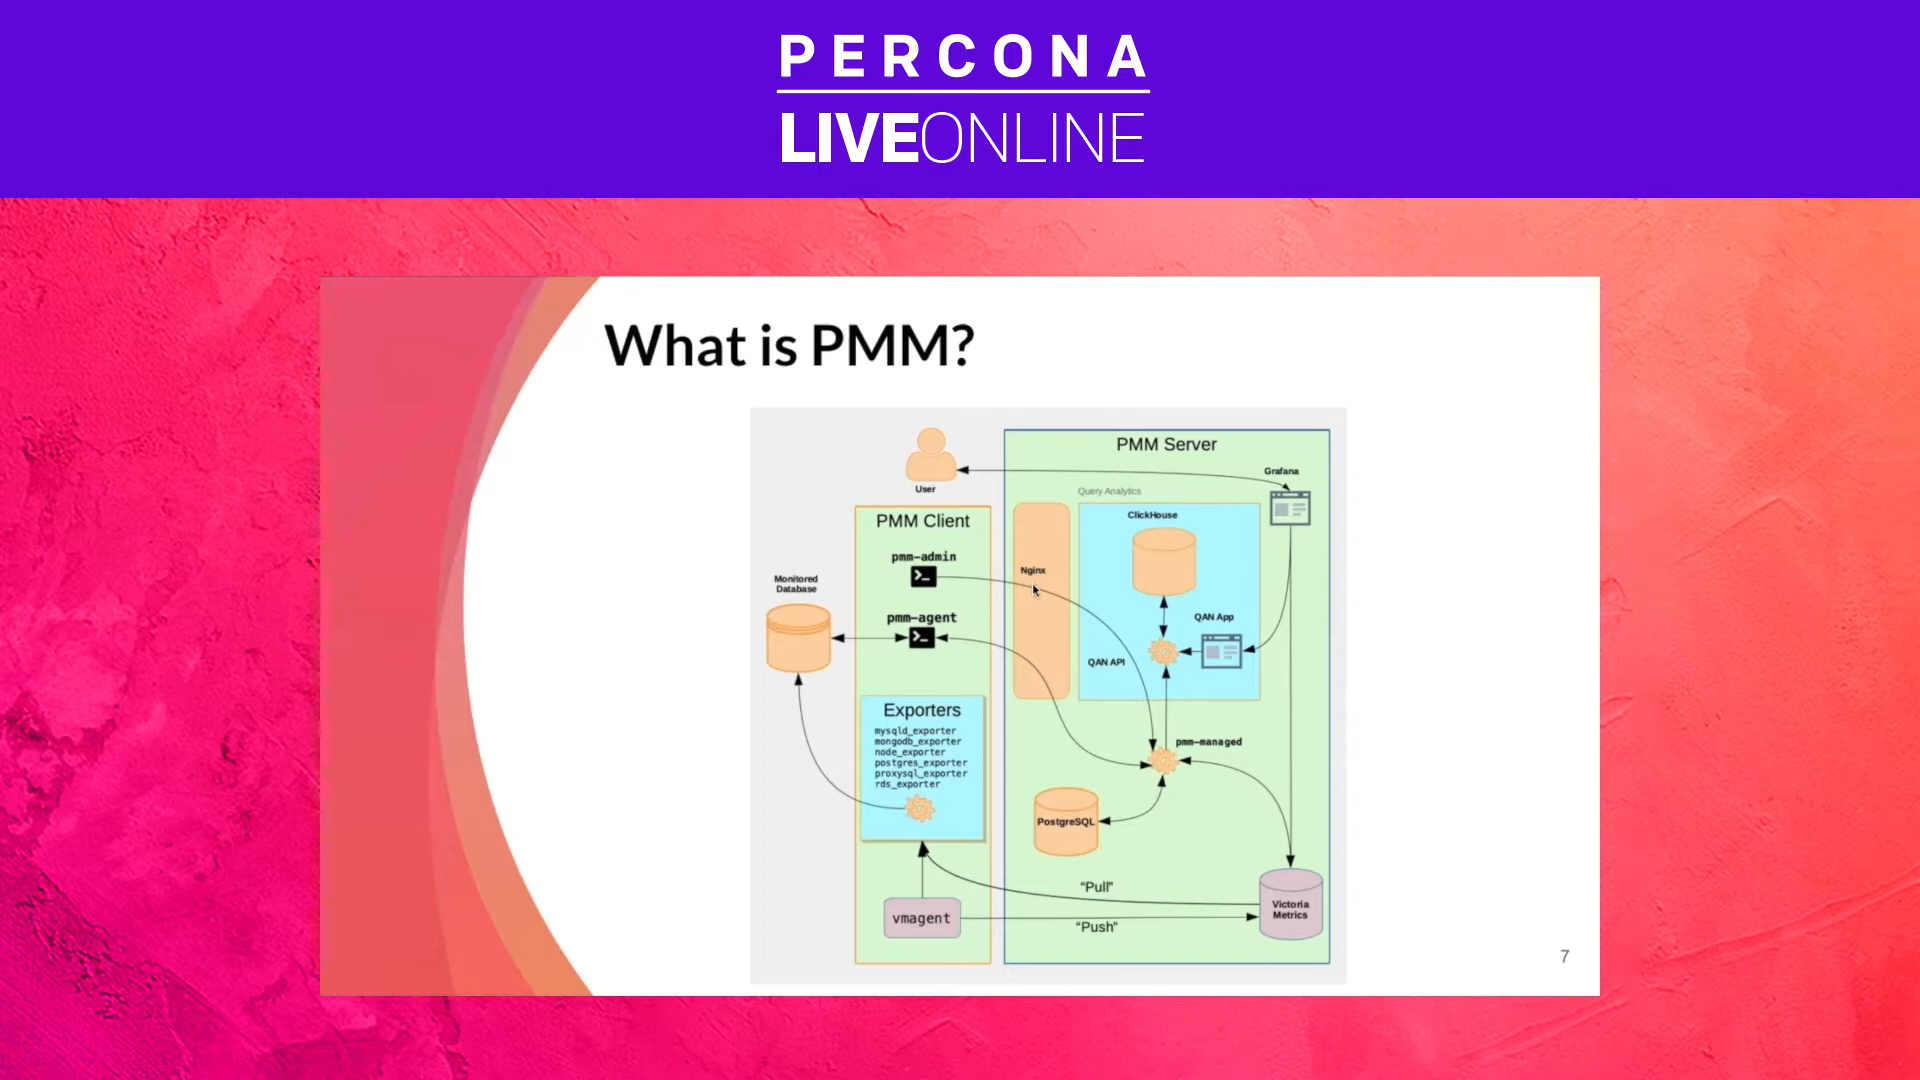 PERCONA
LIVEONLINE
What is PMM?
PMM Server
Grafana
User
Query Analytics
ClickHouse
PMM Client
pmm-admin
Nginx
Monitored
Database
pmm-agent
QAN App
QAN API
Exporters
mysqld_exporter
mongodb_exporter
node_exporter
postgres_exporter
proxysql_exporter
rds_exporter
pmm-managed
PostgreSQL
"Pull"
Victoria
Metrics
vmagent
"Push"
7